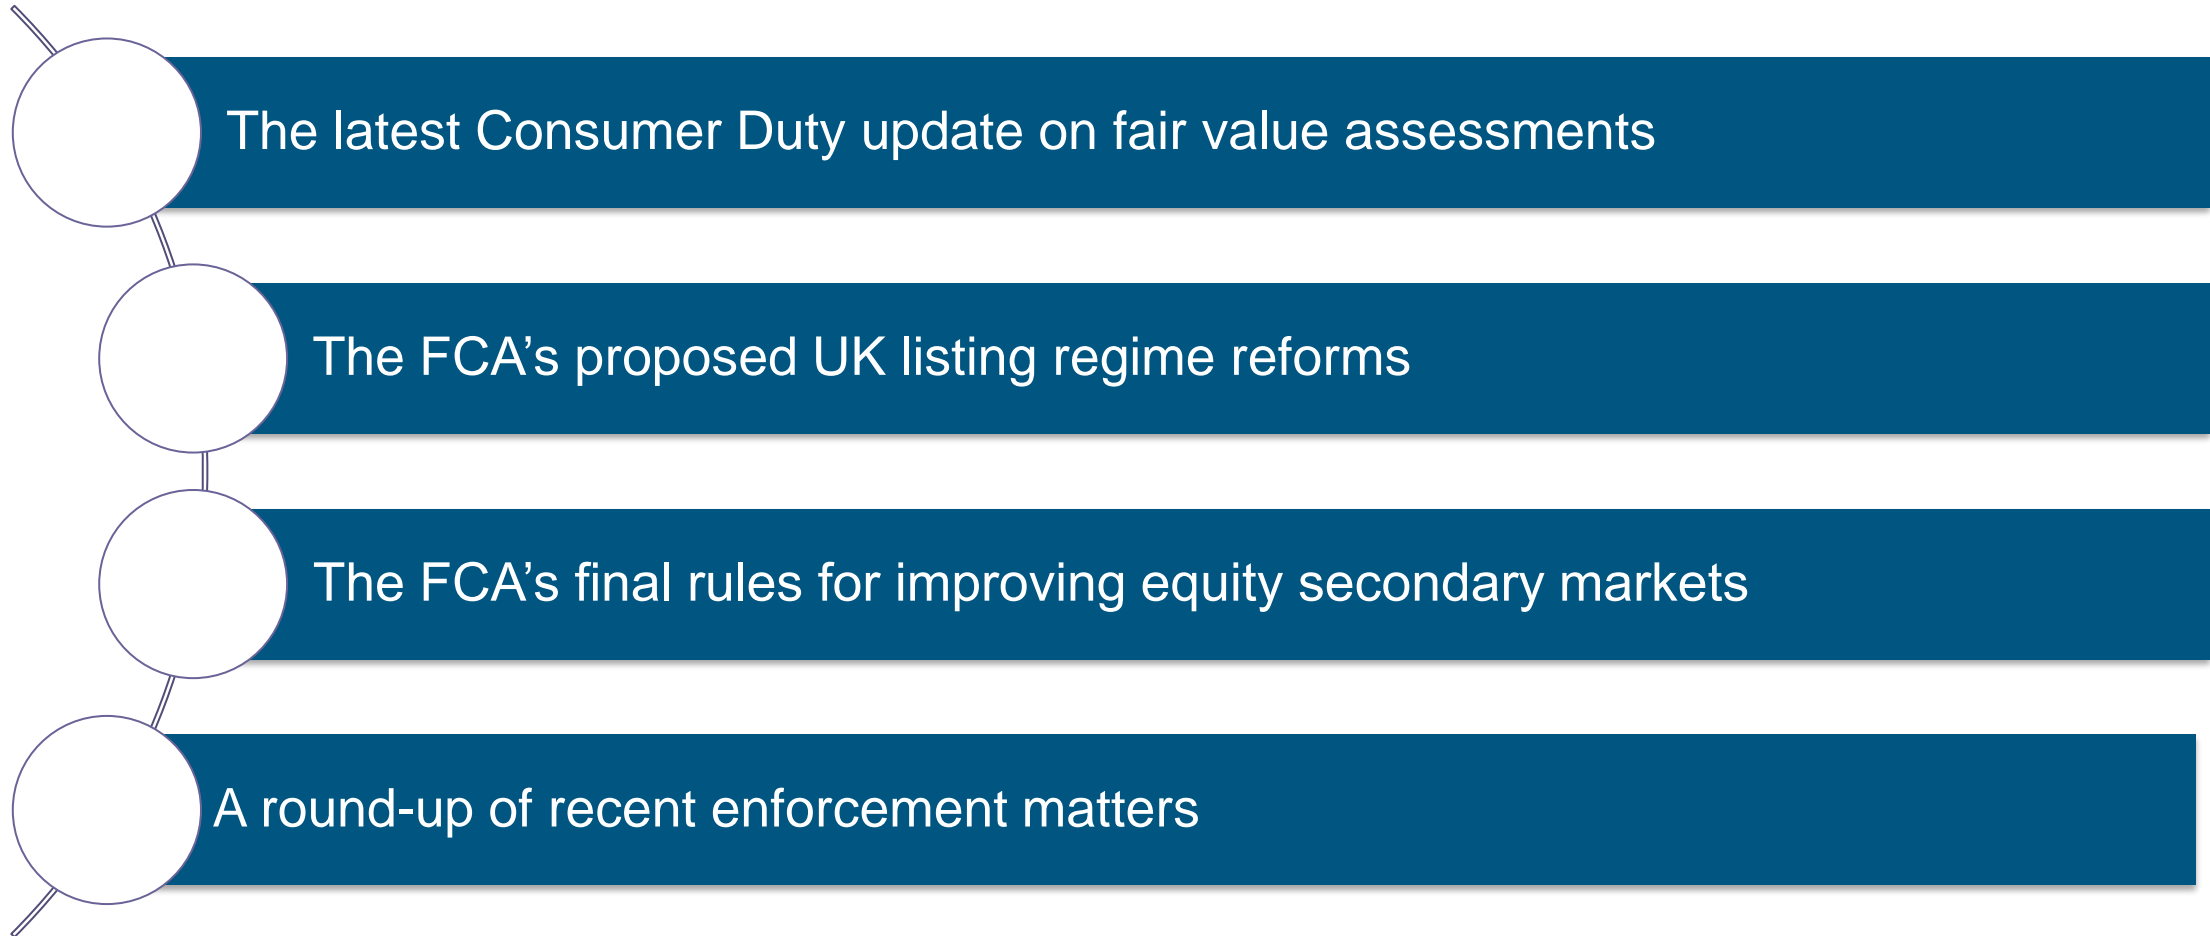 The latest Consumer Duty update on fair value assessments
The FCA’s proposed UK listing regime reforms
The FCA’s final rules for improving equity secondary markets
A round-up of recent enforcement matters